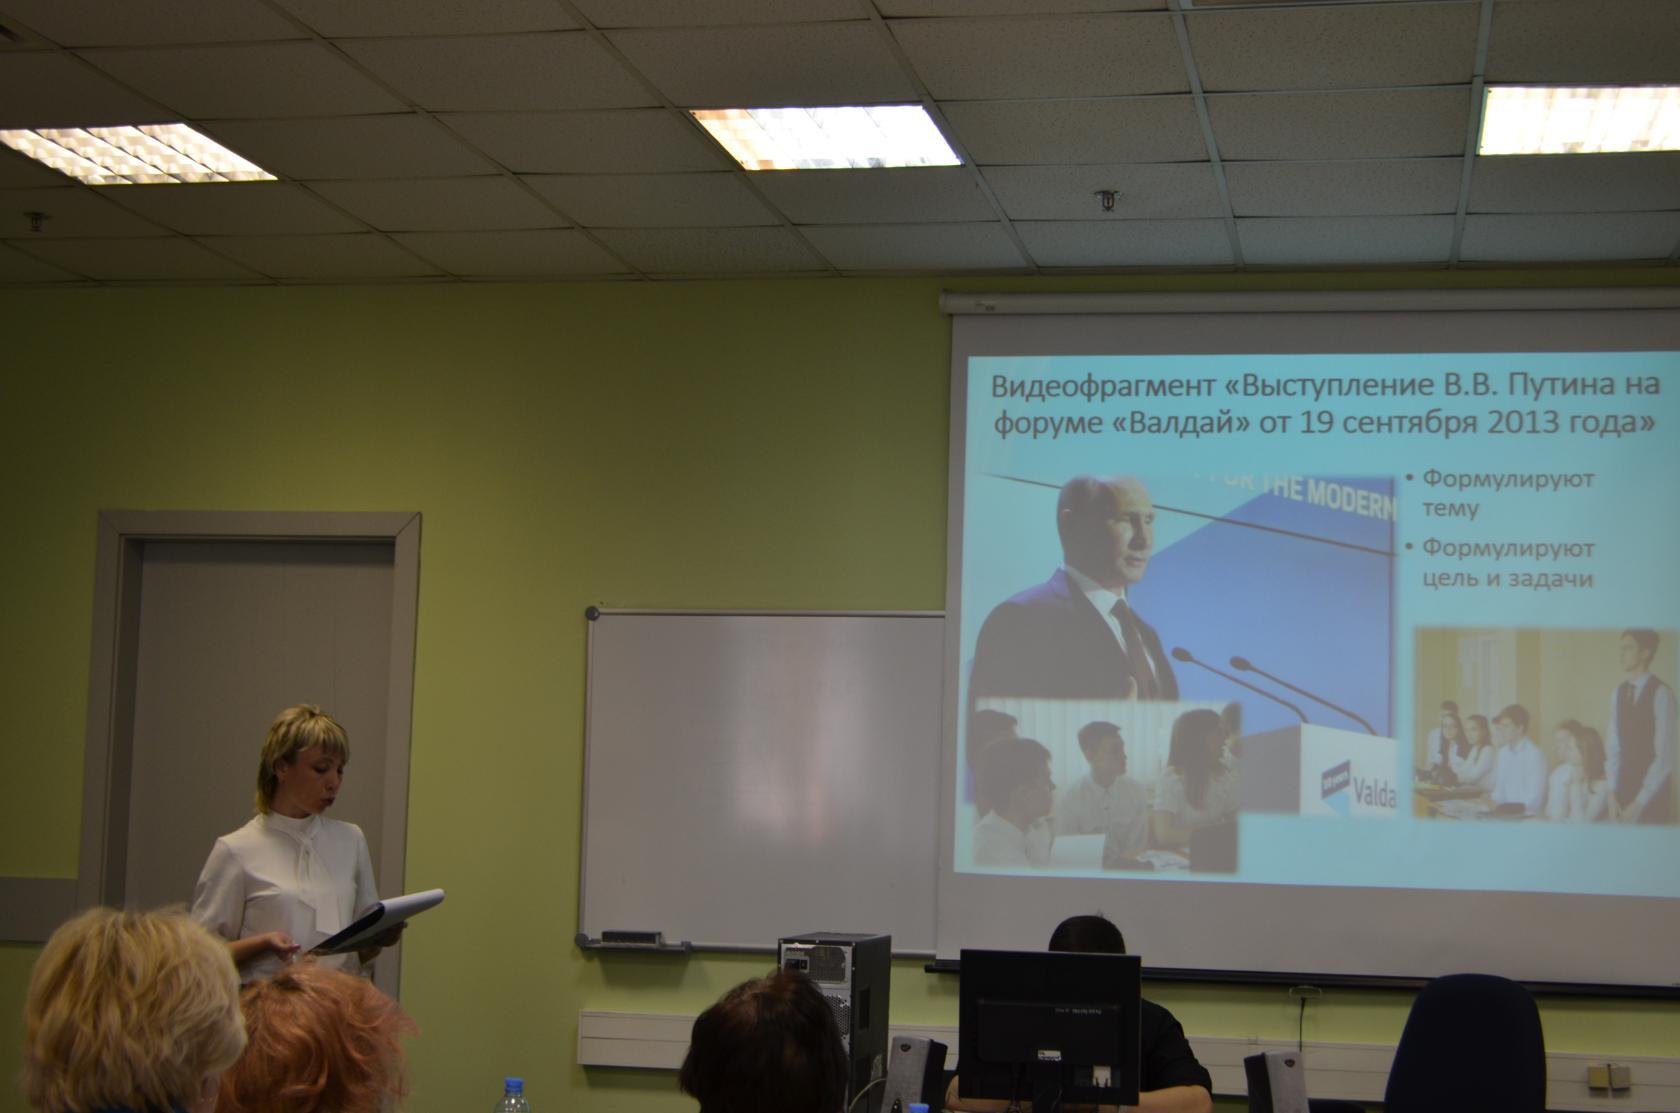 Видеофрагмент «Выступление В.В. Путина на
форуме «Валдай» от 19 сентября 2013 года»
• Формулируют
тему
• Формулируют
цель и задачи
FOR THE MODERN
Valda